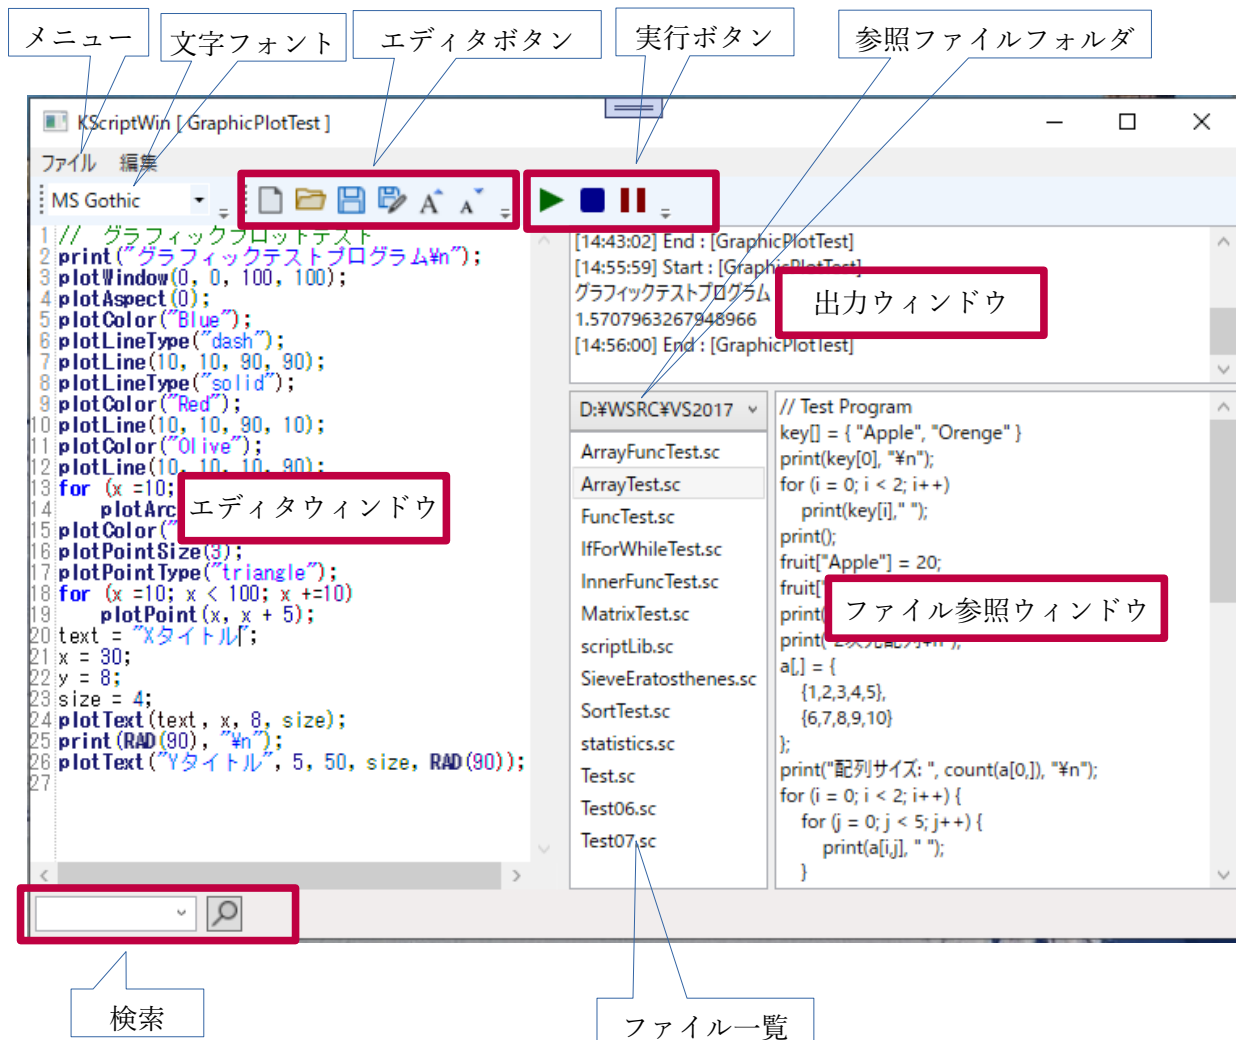 メニュー
文字フォント
エディタボタン
実行ボタン
参照ファイルフォルダ
KScriptWin [ GraphicPlotTest ]
ファイル 編集
MS Gothic
1 // グラフィックプロットテスト
2 print("グラフィックテストプログラム¥n");
3 plotWindow(0, 0, 100, 100);
4 plotAspect(0);
5 plotColor("Blue");
6 plotLineType("dash");
7 plotLine(10, 10, 90, 90);
8 plotLineType("solid");
9 plotColor("Red");
10 plotLine(10, 10, 90, 10);
11 plotColor("Olive");
12 plotLine(10, 10, 10, 90);
13 for (x =10;
14 plotArc
15 plotColor("
16 plotPointSize(3);
17 plotPointType("triangle");
18 for (x =10; x < 100; x +=10)
19 plotPoint(x, x + 5);
20 text = "Xタイトル";
21 x = 30;
22 y = 8;
23 size = 4;
24 plotText(text, x, 8, size);
25 print(RAD(90), "¥n");
26 plotText("Yタイトル", 5, 50, size, RAD(90));
27
エディタウィンドウ
[14:43:02] End : [GraphicPlotTest]
[14:55:59] Start : [GraphicPlotTest]
グラフィックテストプログラム
1.5707963267948966
[14:56:00] End : [GraphicPlotTest]
出力ウィンドウ
D:¥WSRC¥VS2017
ArrayFuncTest.sc
ArrayTest.sc
FuncTest.sc
IfForWhileTest.sc
InnerFuncTest.sc
MatrixTest.sc
scriptLib.sc
SieveEratosthenes.sc
SortTest.sc
statistics.sc
Test.sc
Test06.sc
Test07.sc
// Test Program
key[] = { "Apple", "Orenge" }
print(key[0], "¥n");
for (i = 0; i < 2; i++)
print(key[i]," ");
print();
fruit["Apple"] = 20;
fruit["
print(
print("2次元配列¥n");
a[,] = {
{1,2,3,4,5},
{6,7,8,9,10}
};
print("配列サイズ: ", count(a[0,]), "¥n");
for (i = 0; i < 2; i++) {
for (j = 0; j < 5; j++) {
print(a[i,j], " ");
}
ファイル参照ウィンドウ
検索
ファイル一覧